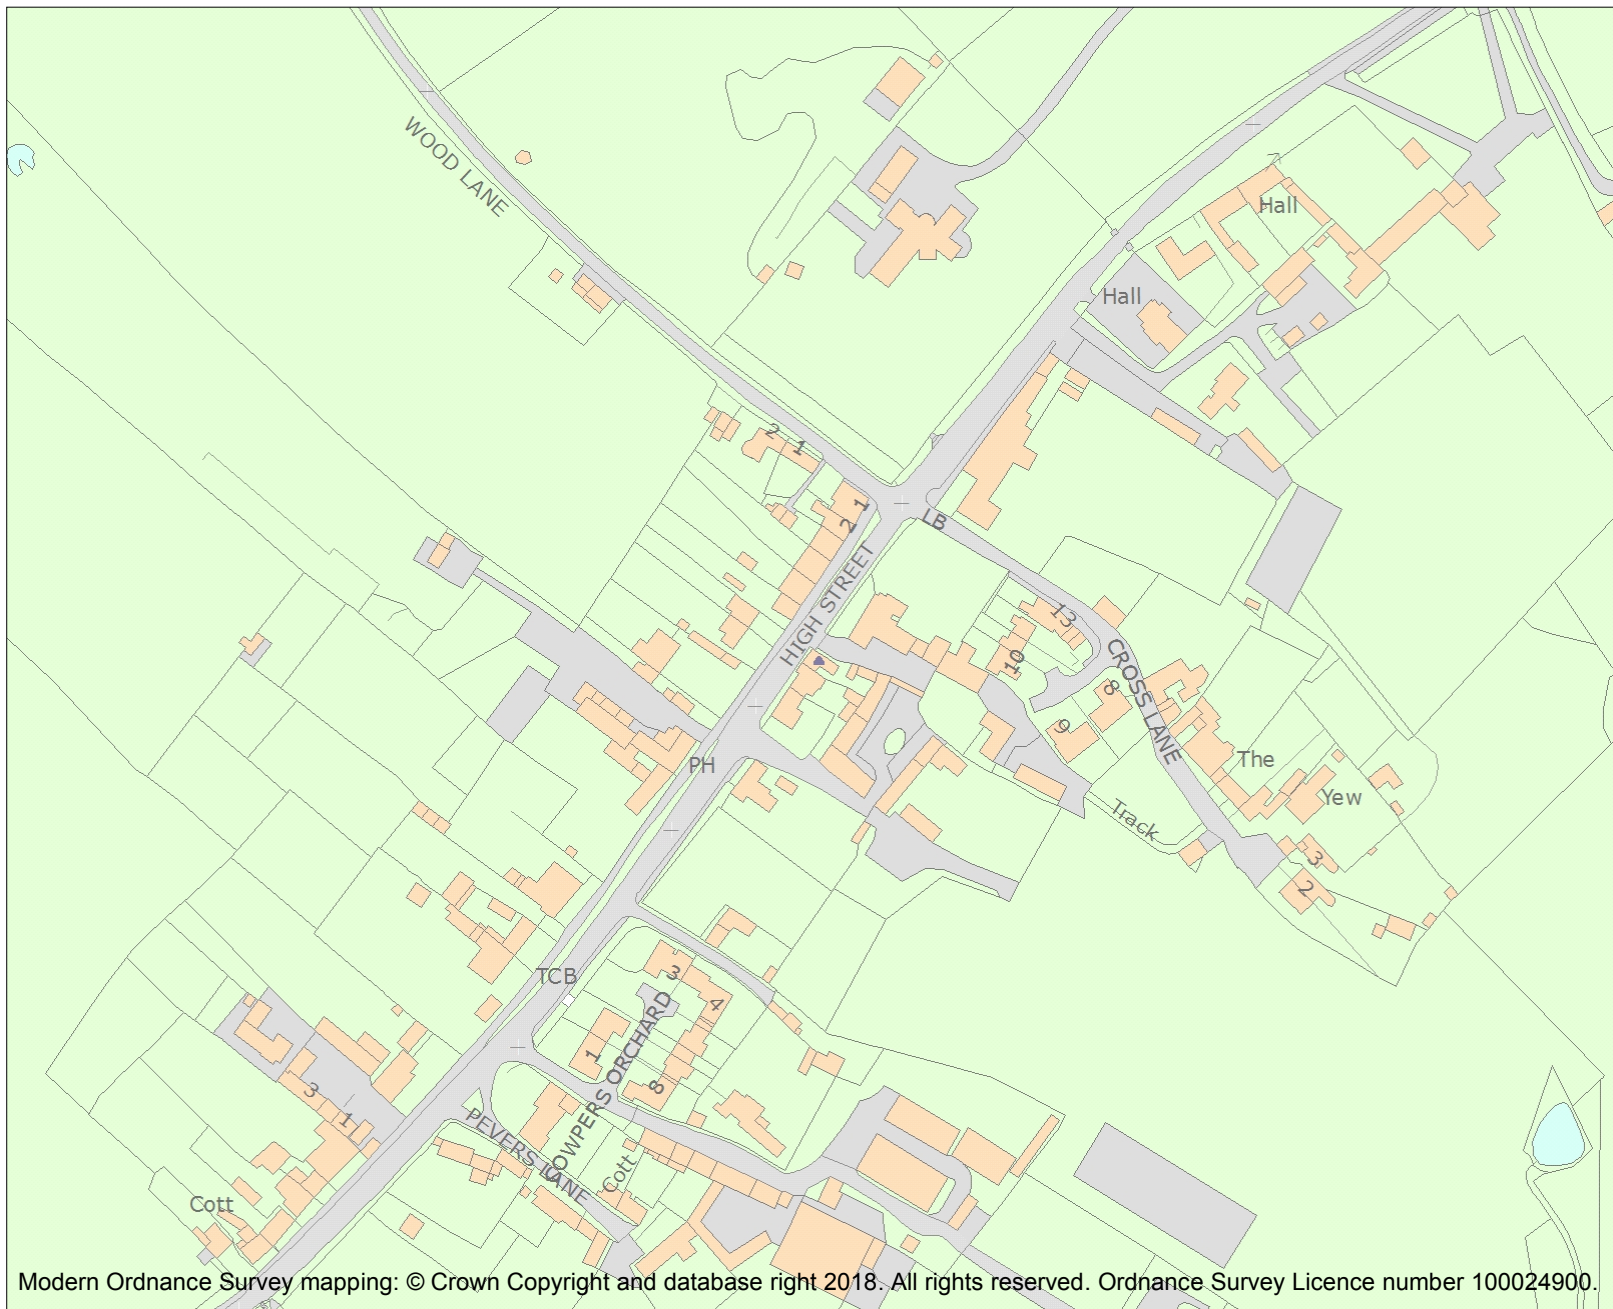 WOOD LANE
Hall
Hall
2
1
1
2
LB
HIGH STREET
13
10
CROSS LANE
8
9
The
Yew
PH
Track
3
2
TCB
3
4
1
LOWPERS ORCHARD
8
3
1
PEVERS LANE
Cott
Cott
Modern Ordnance Survey mapping: © Crown Copyright and database right 2018. All rights reserved. Ordnance Survey Licence number 100024900.